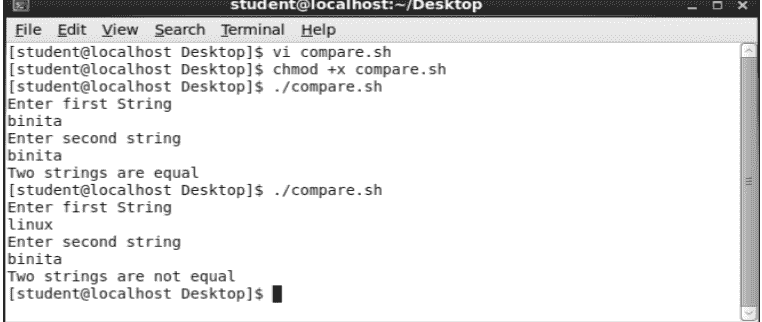 student@localhost:~/Desktop
File Edit View Search Terminal Help
[student@localhost Desktop]$ vi compare.sh
[student@localhost Desktop]$ chmod +x compare.sh
[student@localhost Desktop]$ ./compare.sh
Enter first String
binita
Enter second string
binita
Two strings are equal
[student@localhost Desktop]$ ./compare.sh
Enter first String
linux
Enter second string
binita
Two strings are not equal
[student@localhost Desktop]$